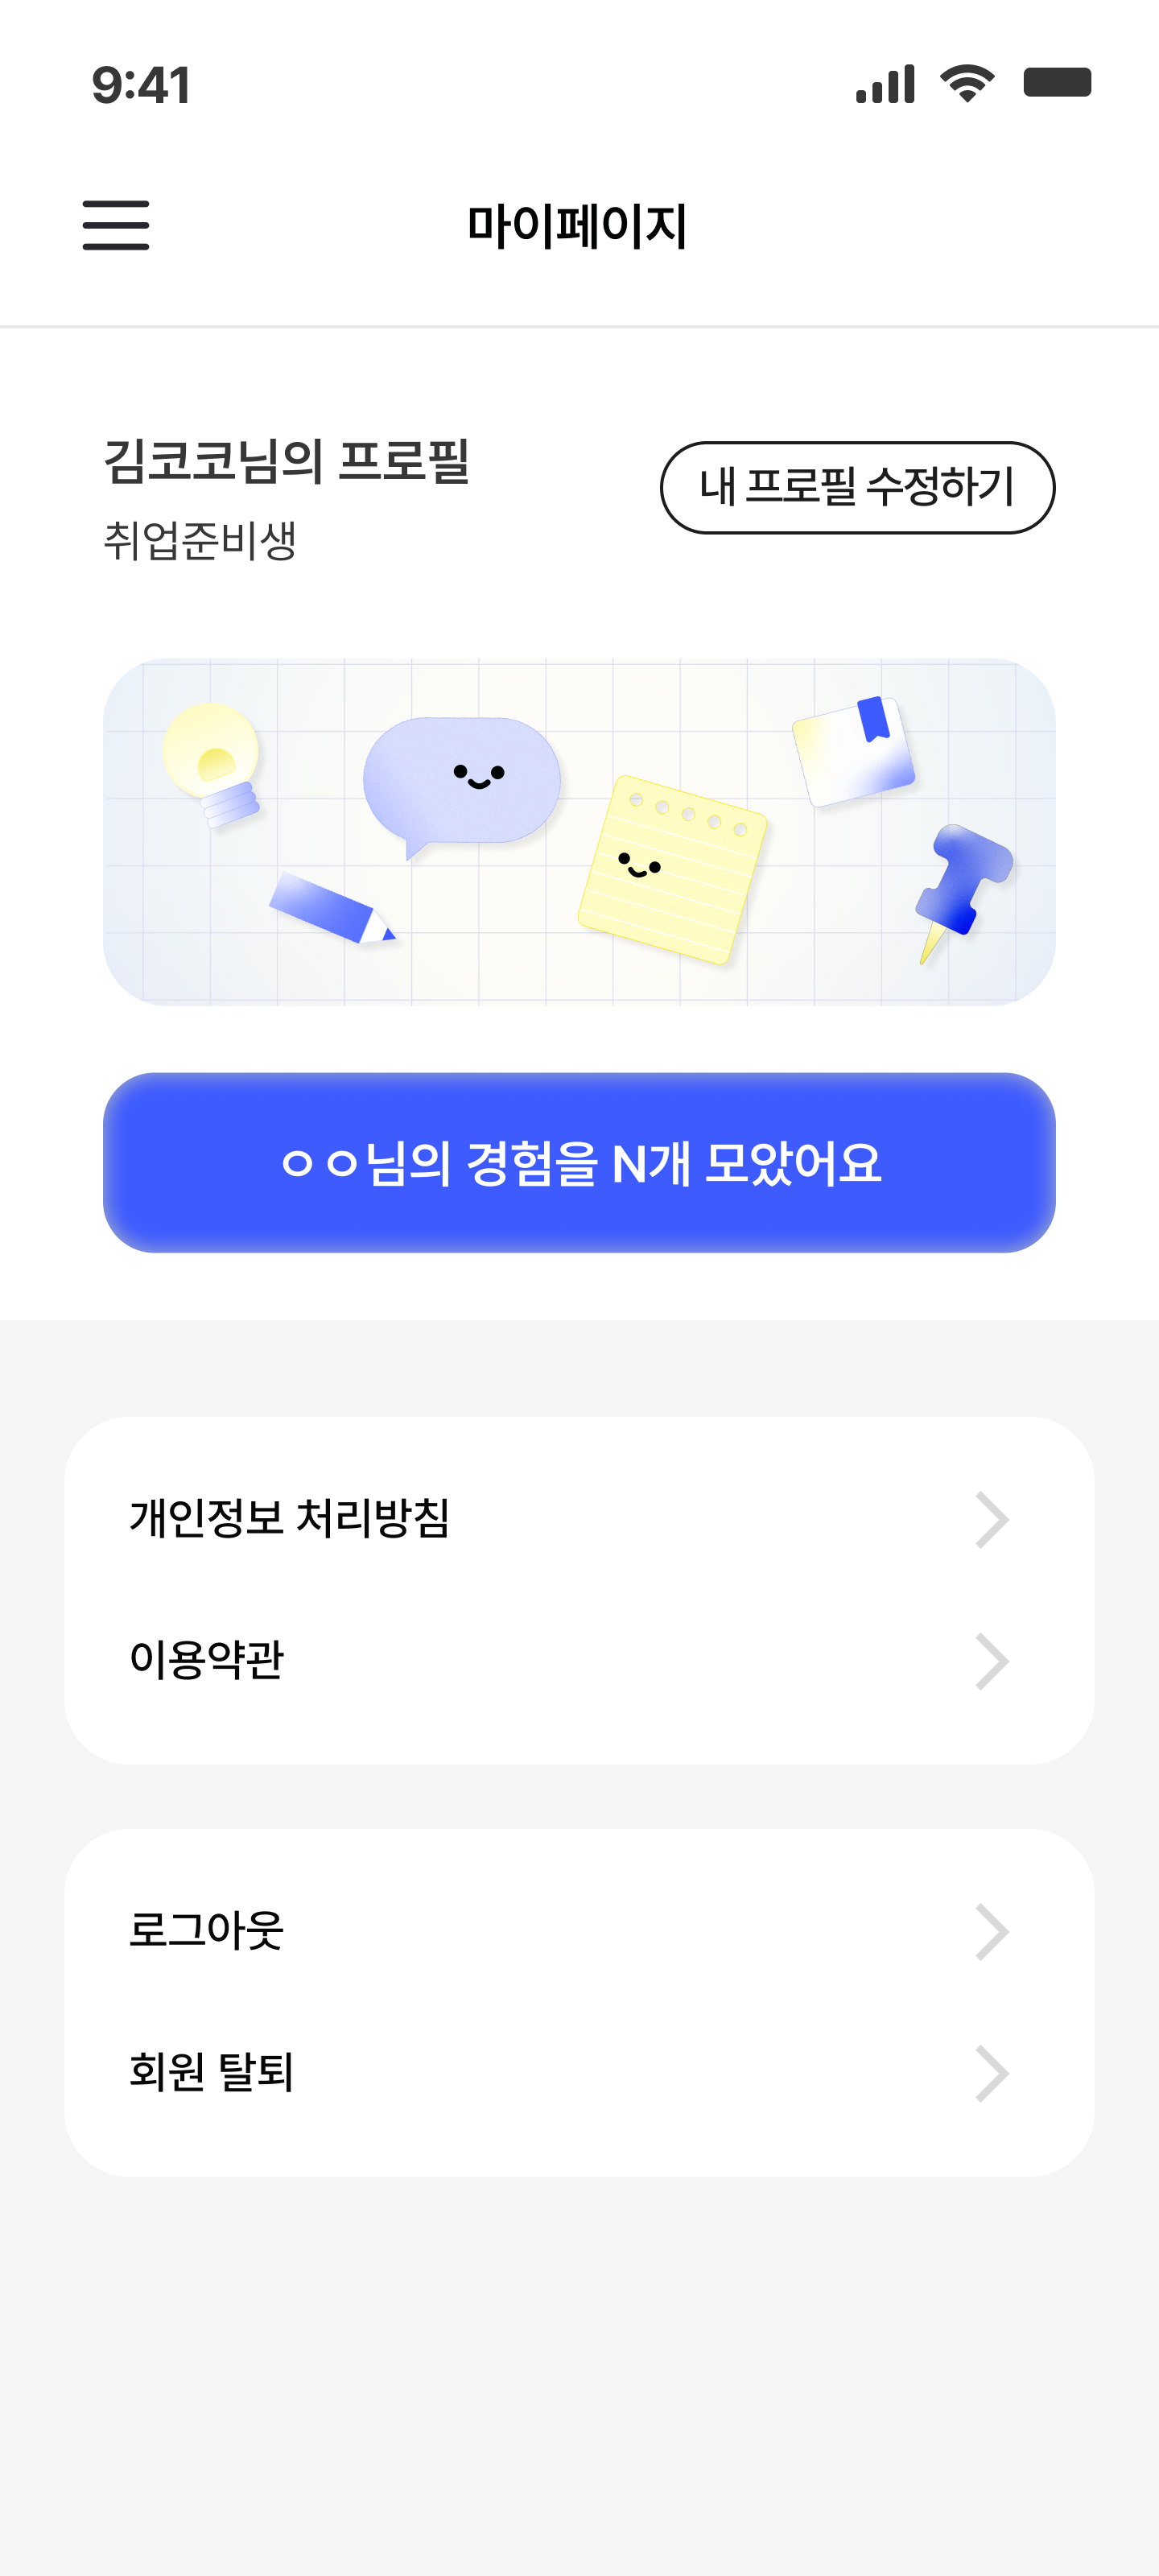 9:41
마이페이지
김코코님의 프로필
취업준비생
내 프로필 수정하기
ㅇㅇ님의 경험을 N개 모았어요
개인정보 처리방침
이용약관
로그아웃
회원 탈퇴